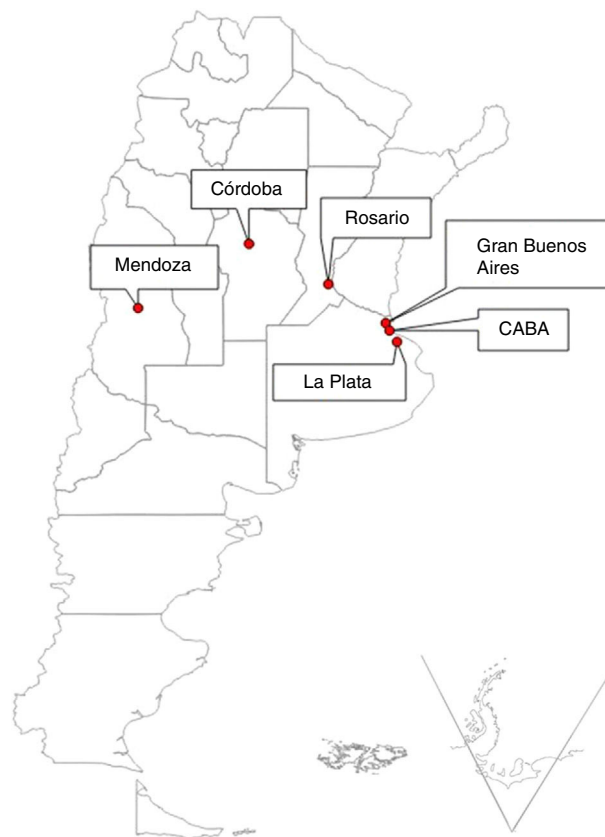 Córdoba
Rosario
Gran Buenos
Aires
Mendoza
CABA
La Plata